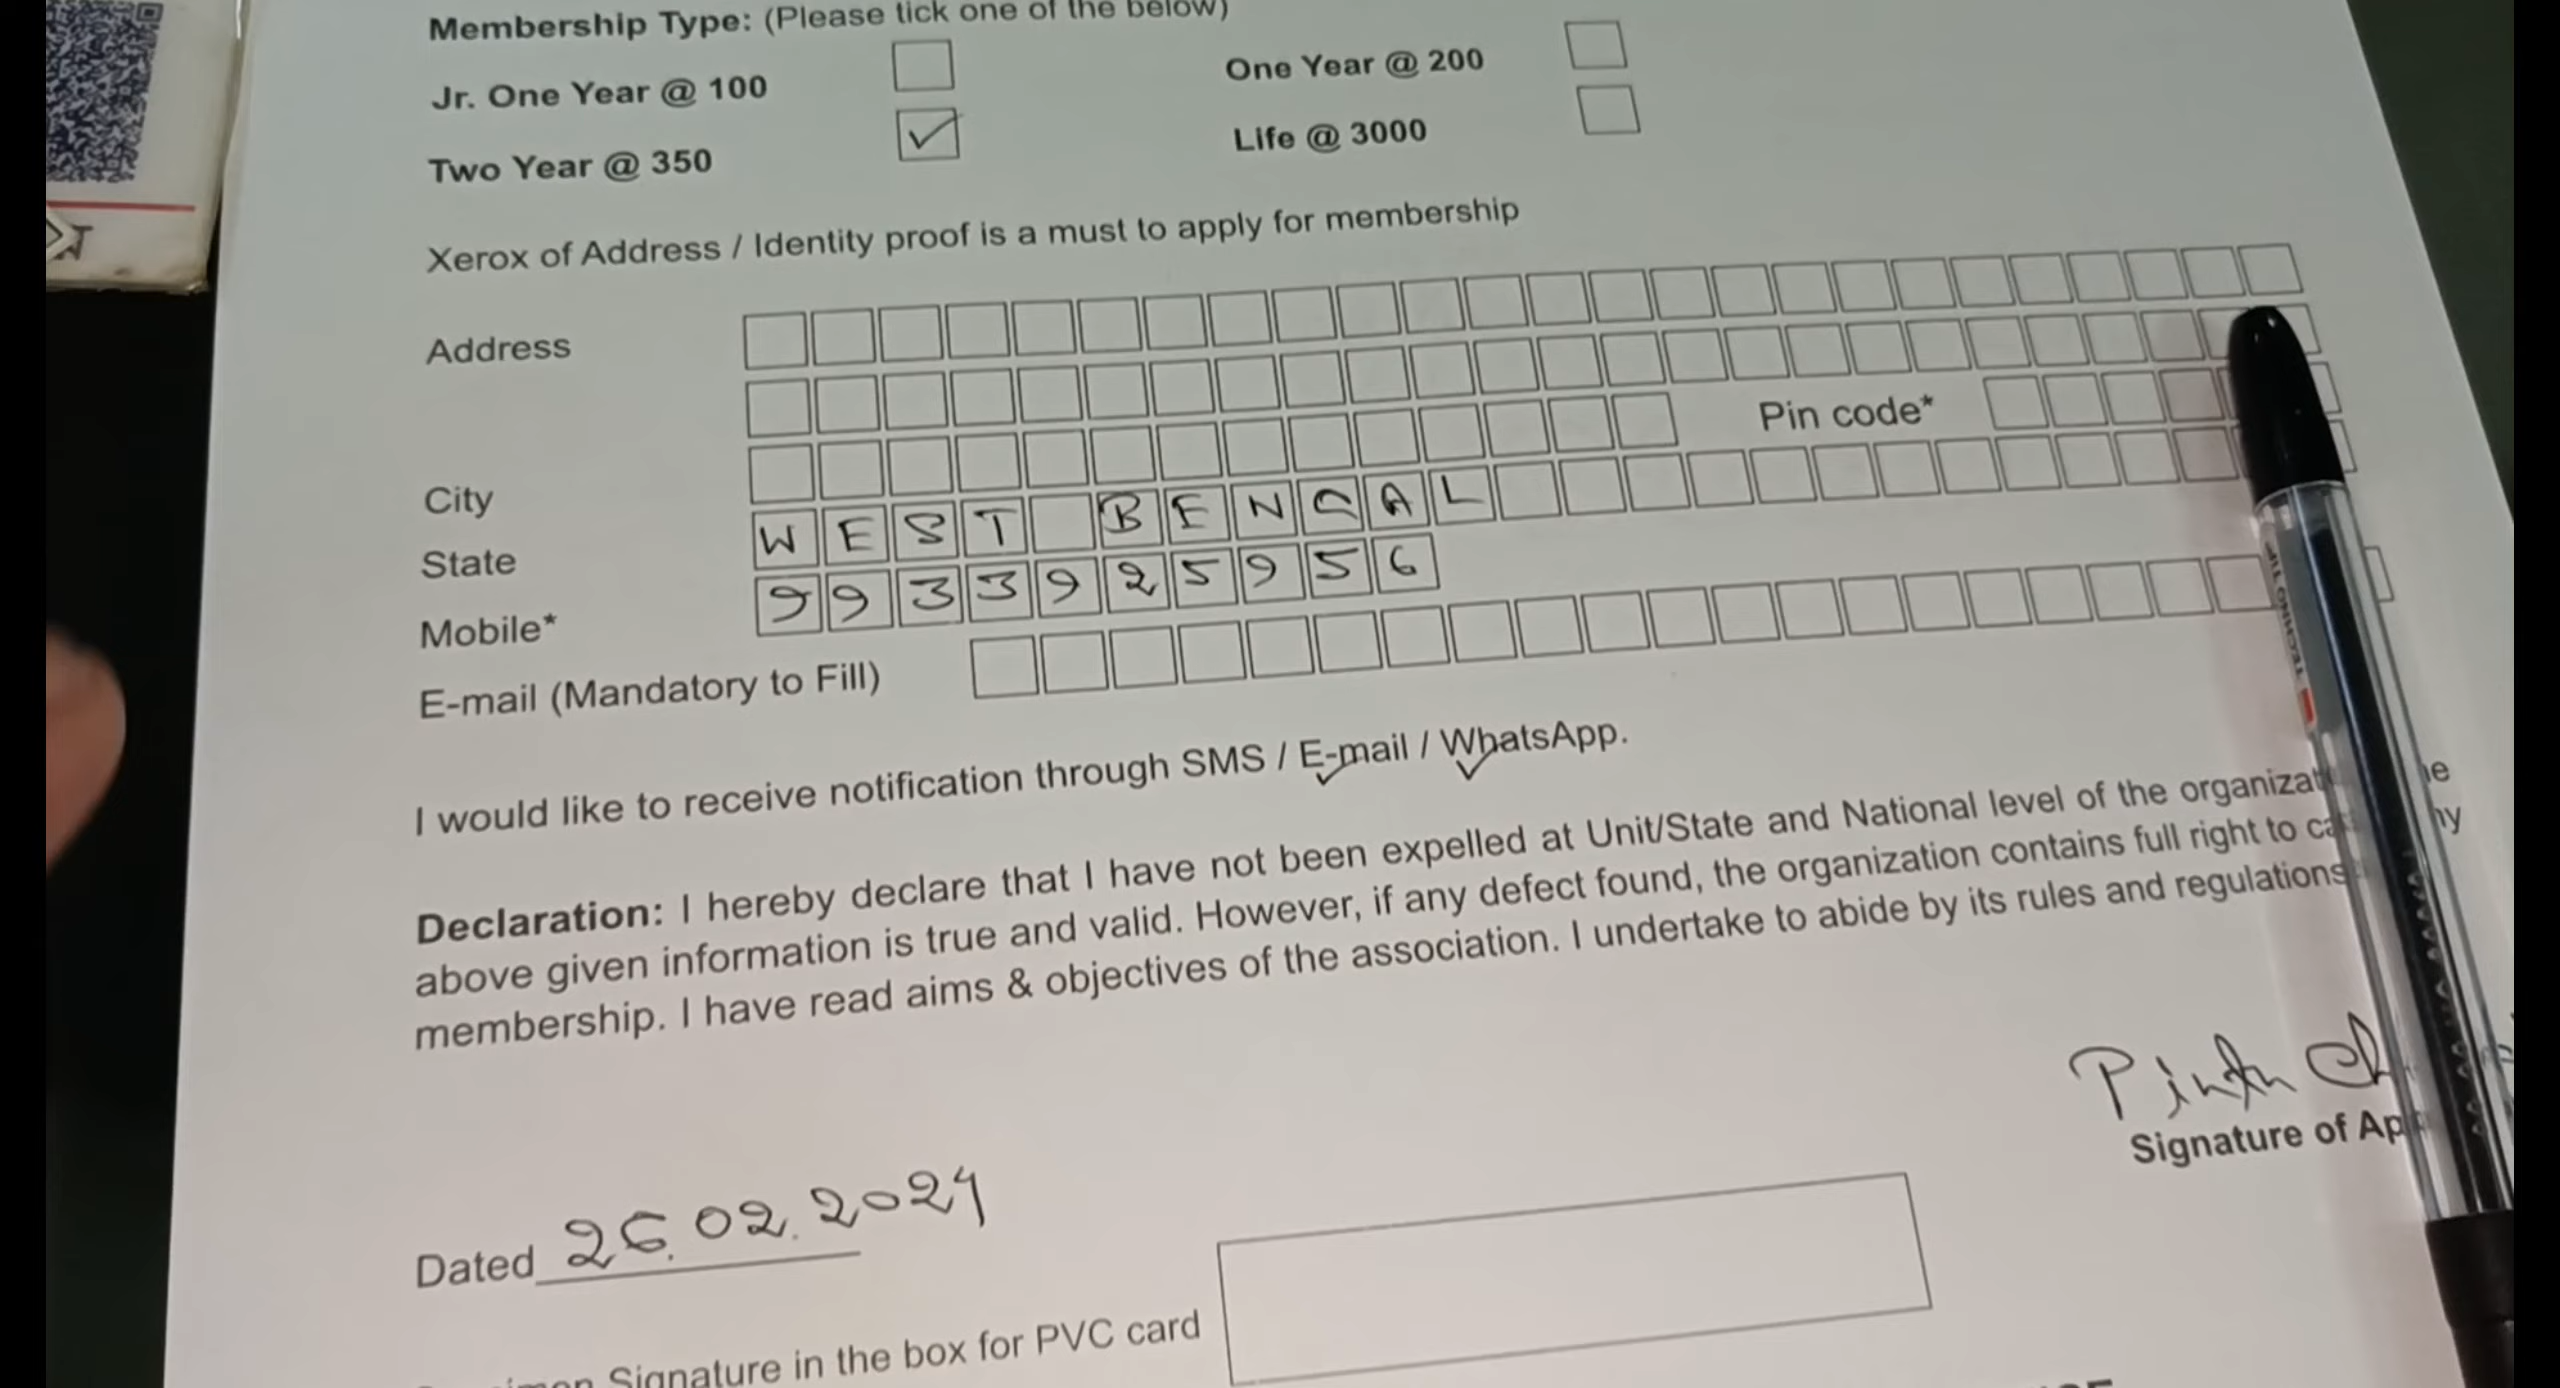 Membership Type: (Please tick one of the below)
Jr. One Year @ 100 One Year @ 200
Two Year @ 350 Life @ 3000
Xerox of Address / Identity proof is a must to apply for membership
Address
City Pin code*
State WEST BENGAL
Mobile* 9933925956
E-mail (Mandatory to Fill)
I would like to receive notification through SMS / E-mail / WhatsApp.
Declaration: I hereby declare that I have not been expelled at Unit/State and National level of the
above given information is true and valid. However, if any defect found, the organization contains full right to
membership. I have read aims & objectives of the association. I undertake to abide by its rules and regulations
Signature of
Dated 26.02.2024
Signature in the box for PVC card